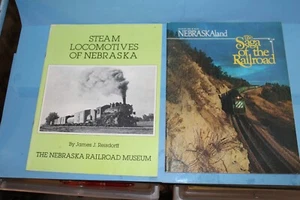 STEAM
LOCOMOTIVES
OF NEBRASKA
By James J. Reisdorff
THE NEBRASKA RAILROAD MUSEUM
NEBRASKAland
The
Saga of the
Railroad